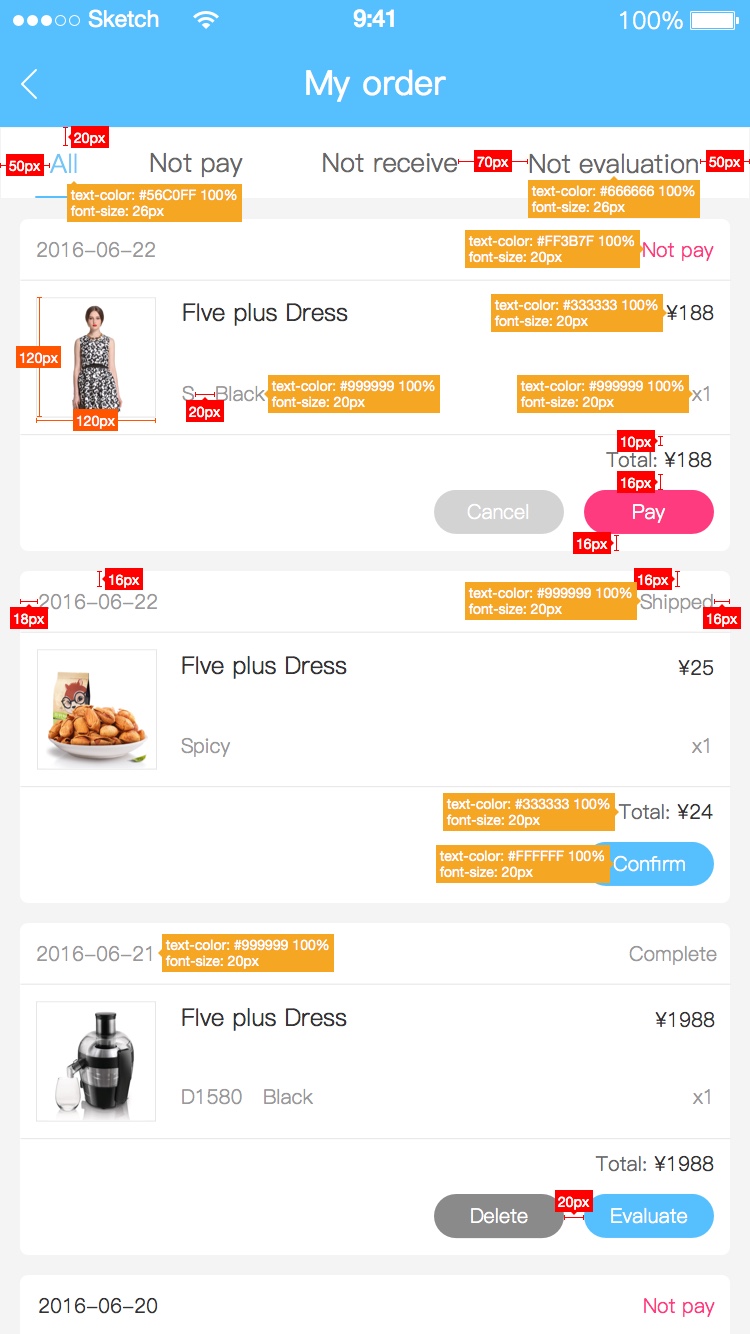 Sketch 9:41 100%
My order
20px
50px All Not pay Not receive 70px Not evaluation 50px
text-color: #56C0FF 100%
font-size: 26px
text-color: #666666 100%
font-size: 26px
2016-06-22
text-color: #FF3B7F 100%
font-size: 20px
Not pay
FIve plus Dress
text-color: #333333 100%
font-size: 20px
¥188
120px
120px
S Black
20px
text-color: #999999 100%
font-size: 20px
text-color: #999999 100%
font-size: 20px
x1
10px
Total: ¥188
16px
Cancel Pay
16px
16px 16px
2016-06-22
18px
text-color: #999999 100%
font-size: 20px
Shipped
16px
FIve plus Dress ¥25
Spicy x1
text-color: #333333 100%
font-size: 20px
Total: ¥24
text-color: #FFFFFF 100%
font-size: 20px
Confirm
2016-06-21
text-color: #999999 100%
font-size: 20px
Complete
FIve plus Dress ¥1988
D1580 Black x1
Total: ¥1988
20px
Delete Evaluate
2016-06-20 Not pay